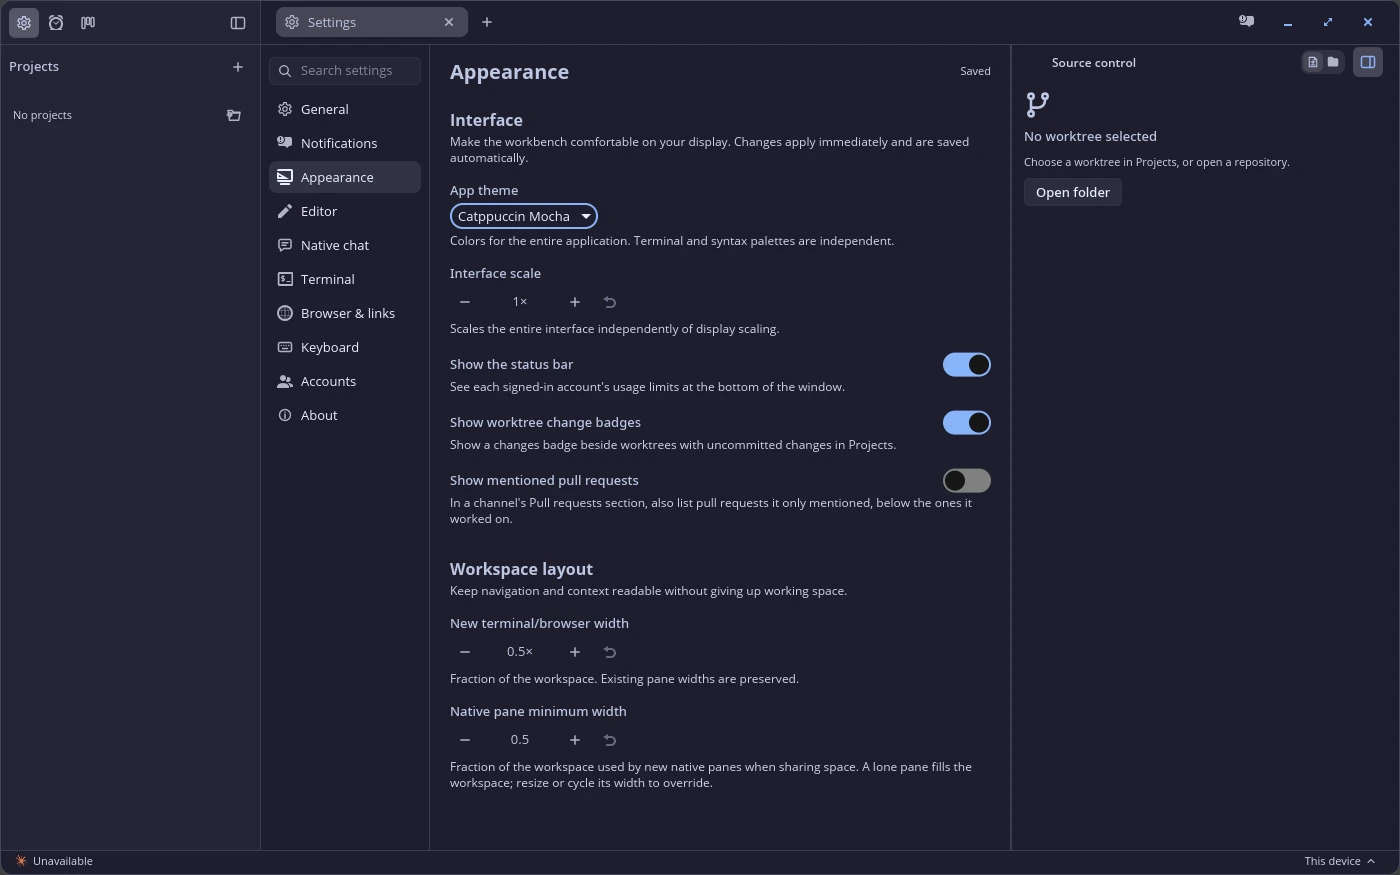 Settings
Projects
No projects
Search settings
General
Notifications
Appearance
Editor
Native chat
Terminal
Browser & links
Keyboard
Accounts
About
Appearance
Saved
Interface
Make the workbench comfortable on your display. Changes apply immediately and are saved
automatically.
App theme
Catppuccin Mocha
Colors for the entire application. Terminal and syntax palettes are independent.
Interface scale
1×
Scales the entire interface independently of display scaling.
Show the status bar
See each signed-in account's usage limits at the bottom of the window.
Show worktree change badges
Show a changes badge beside worktrees with uncommitted changes in Projects.
Show mentioned pull requests
In a channel's Pull requests section, also list pull requests it only mentioned, below the ones it
worked on.
Workspace layout
Keep navigation and context readable without giving up working space.
New terminal/browser width
0.5×
Fraction of the workspace. Existing pane widths are preserved.
Native pane minimum width
0.5
Fraction of the workspace used by new native panes when sharing space. A lone pane fills the
workspace; resize or cycle its width to override.
Source control
No worktree selected
Choose a worktree in Projects, or open a repository.
Open folder
Unavailable
This device